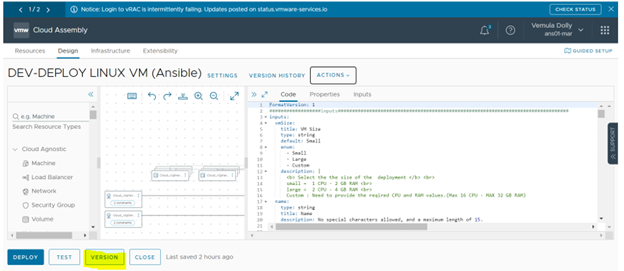 1 / 2
Notice: Login to vRAC is intermittently failing. Updates posted on status.vmware-services.io
CHECK STATUS
vmw Cloud Assembly
Vemula Dolly
ans01-mar
Resources Design Infrastructure Extensibility
GUIDED SETUP
DEV-DEPLOY LINUX VM (Ansible) SETTINGS VERSION HISTORY ACTIONS
e.g. Machine
Search Resource Types
Cloud Agnostic
Machine
Load Balancer
Network
Security Group
Volume
Code Properties Inputs
1 formatVersion: 1
2
3 inputs:
4 vmSize:
5 title: VM Size
6 type: string
7 default: Small
8 enum:
9 - Small
10 - Large
11 - Custom
12 description: |
13 <b> Select the the size of the deployment </b> <br>
14 small = 1 CPU - 2 GB RAM <br>
15 large = 2 CPU - 4 GB RAM <br>
16 Custom : Need to provide the reqired CPU and RAM values.(Max 16 CPU - MAX 32 GB RAM)
17 name:
18 type: string
19 title: Name
20 description: No special characters allowed, and a maximum length of 15.
SUPPORT
DEPLOY TEST VERSION CLOSE Last saved 2 hours ago